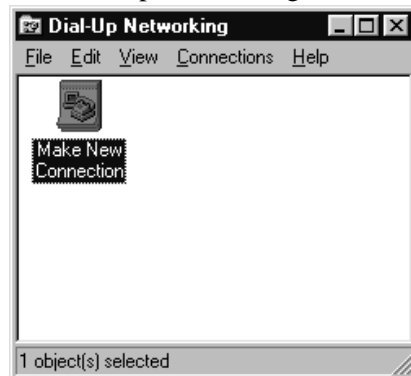 Dial-Up Networking
File Edit View Connections Help
Make New
Connection
1 object(s) selected